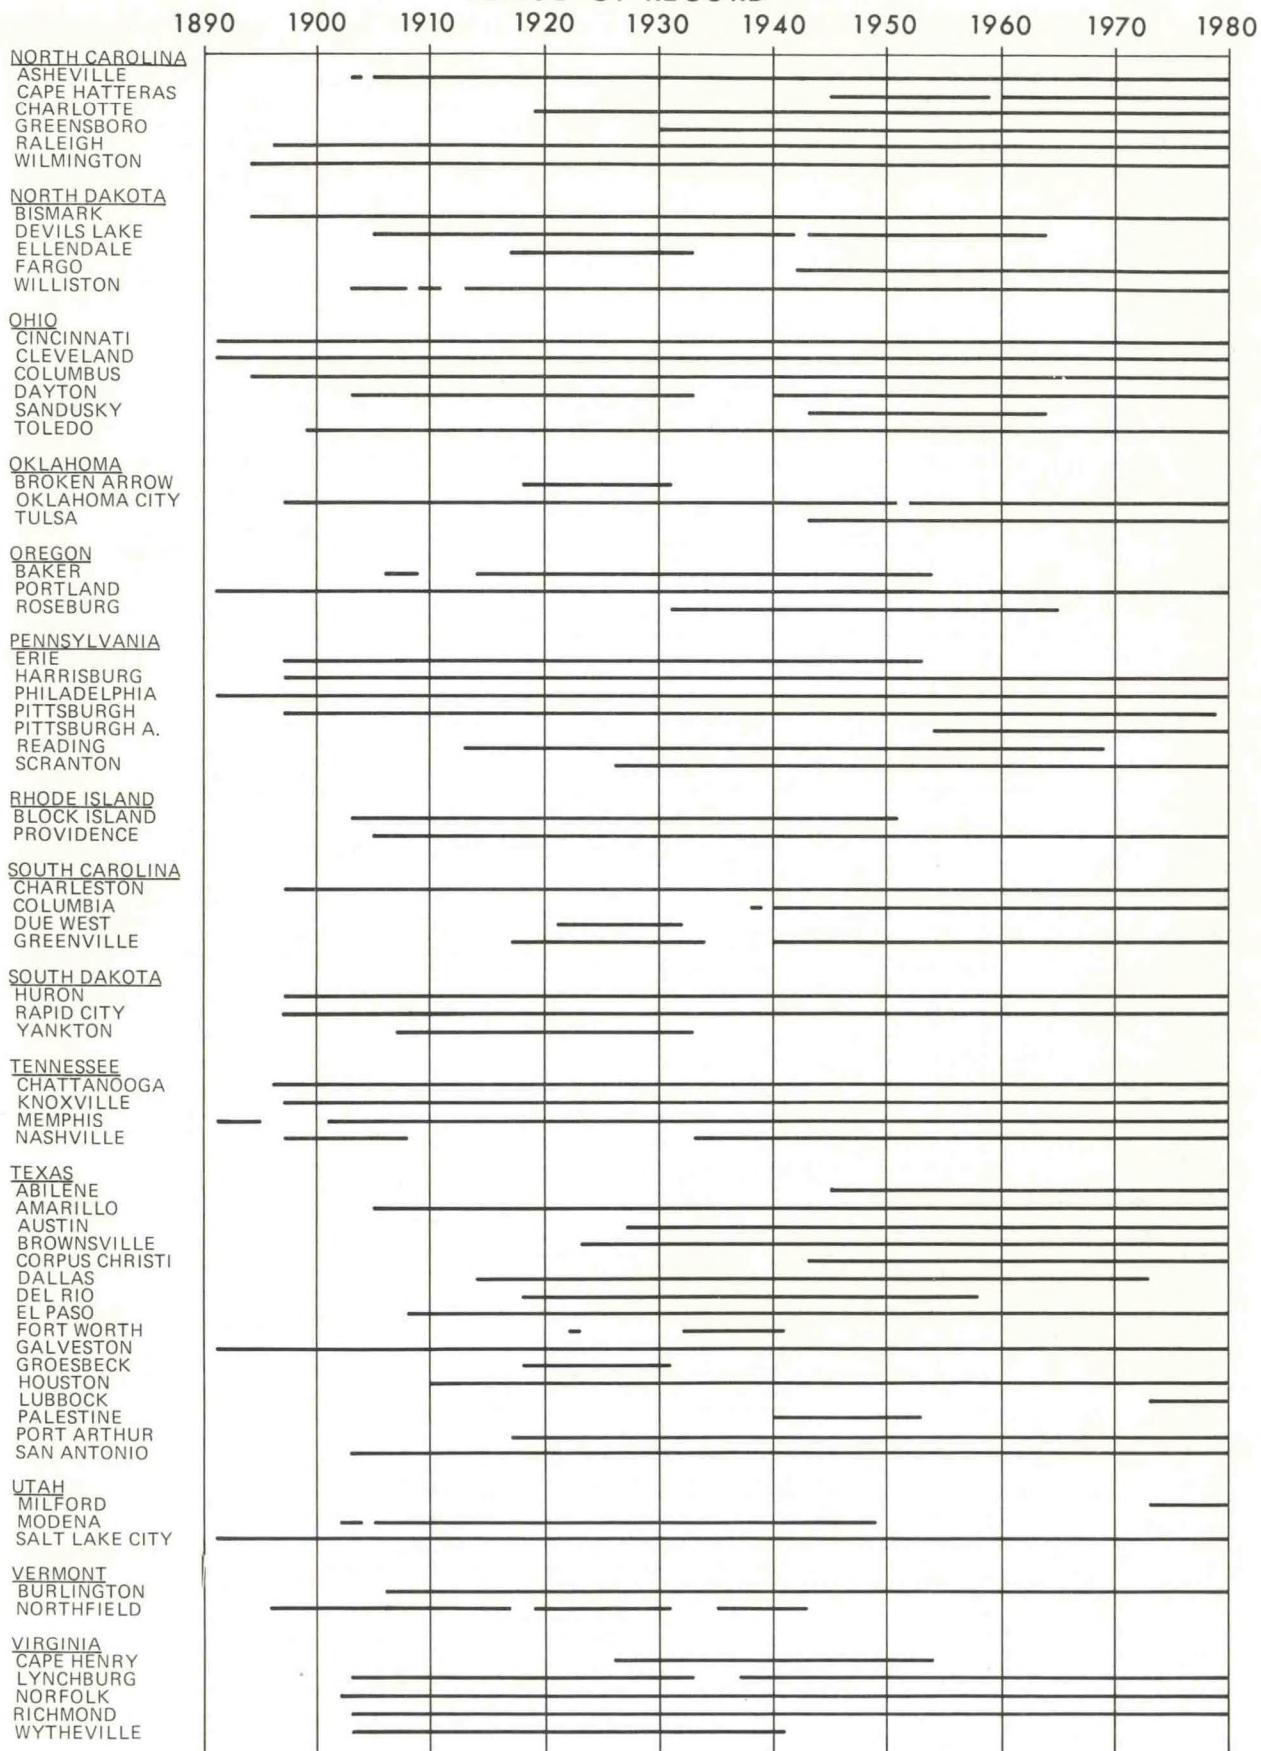 1890 1900 1910 1920 1930 1940 1950 1960 1970 1980
NORTH CAROLINA
ASHEVILLE
CAPE HATTERAS
CHARLOTTE
GREENSBORO
RALEIGH
WILMINGTON
NORTH DAKOTA
BISMARK
DEVILS LAKE
ELLENDALE
FARGO
WILLISTON
OHIO
CINCINNATI
CLEVELAND
COLUMBUS
DAYTON
SANDUSKY
TOLEDO
OKLAHOMA
BROKEN ARROW
OKLAHOMA CITY
TULSA
OREGON
BAKER
PORTLAND
ROSEBURG
PENNSYLVANIA
ERIE
HARRISBURG
PHILADELPHIA
PITTSBURGH
PITTSBURGH A.
READING
SCRANTON
RHODE ISLAND
BLOCK ISLAND
PROVIDENCE
SOUTH CAROLINA
CHARLESTON
COLUMBIA
DUE WEST
GREENVILLE
SOUTH DAKOTA
HURON
RAPID CITY
YANKTON
TENNESSEE
CHATTANOOGA
KNOXVILLE
MEMPHIS
NASHVILLE
TEXAS
ABILENE
AMARILLO
AUSTIN
BROWNSVILLE
CORPUS CHRISTI
DALLAS
DEL RIO
EL PASO
FORT WORTH
GALVESTON
GROESBECK
HOUSTON
LUBBOCK
PALESTINE
PORT ARTHUR
SAN ANTONIO
UTAH
MILFORD
MODENA
SALT LAKE CITY
VERMONT
BURLINGTON
NORTHFIELD
VIRGINIA
CAPE HENRY
LYNCHBURG
NORFOLK
RICHMOND
WYTHEVILLE